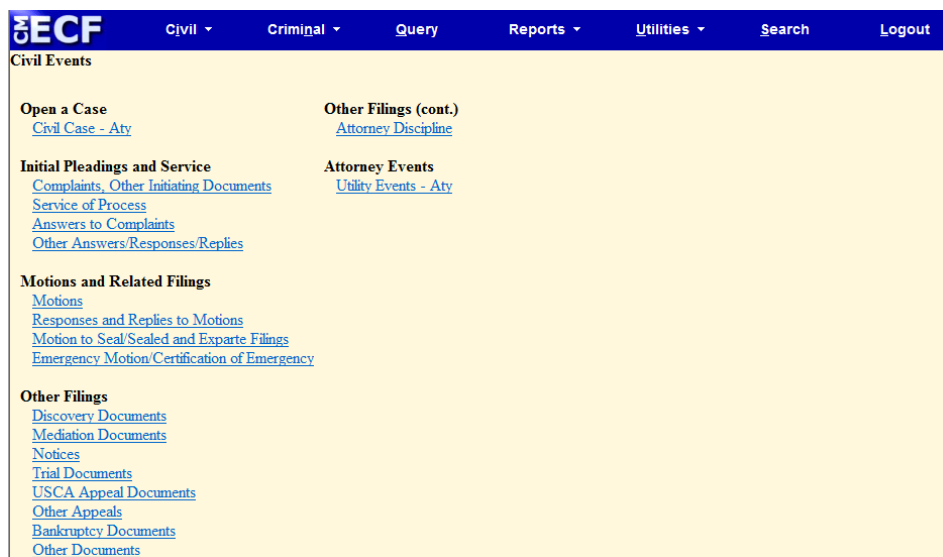 CM ECF Civil Criminal Query Reports Utilities Search Logout
Civil Events
Open a Case
Civil Case - Aty
Initial Pleadings and Service
Complaints, Other Initiating Documents
Service of Process
Answers to Complaints
Other Answers/Responses/Replies
Motions and Related Filings
Motions
Responses and Replies to Motions
Motion to Seal/Sealed and Exparte Filings
Emergency Motion/Certification of Emergency
Other Filings
Discovery Documents
Mediation Documents
Notices
Trial Documents
USCA Appeal Documents
Other Appeals
Bankruptcy Documents
Other Documents
Other Filings (cont.)
Attorney Discipline
Attorney Events
Utility Events - Aty